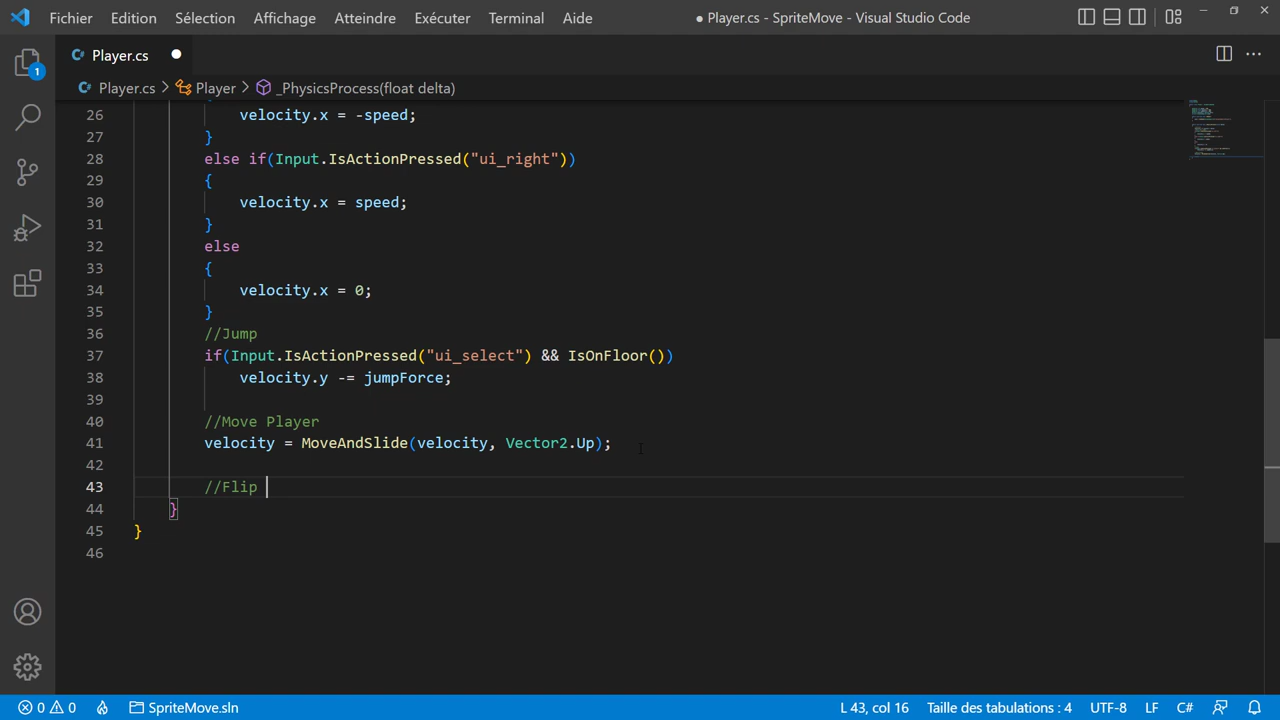 Fichier Edition Sélection Affichage Atteindre Exécuter Terminal Aide ● Player.cs - SpriteMove - Visual Studio Code
Player.cs
Player.cs > Player > _PhysicsProcess(float delta)
1
26 velocity.x = -speed;
27 }
28 else if(Input.IsActionPressed("ui_right"))
29 {
30 velocity.x = speed;
31 }
32 else
33 {
34 velocity.x = 0;
35 }
36 //Jump
37 if(Input.IsActionPressed("ui_select") && IsOnFloor())
38 velocity.y -= jumpForce;
39
40 //Move Player
41 velocity = MoveAndSlide(velocity, Vector2.Up);
42
43 //Flip
44 }
45 }
46
0 0 SpriteMove.sln L 43, col 16 Taille des tabulations : 4 UTF-8 LF C#